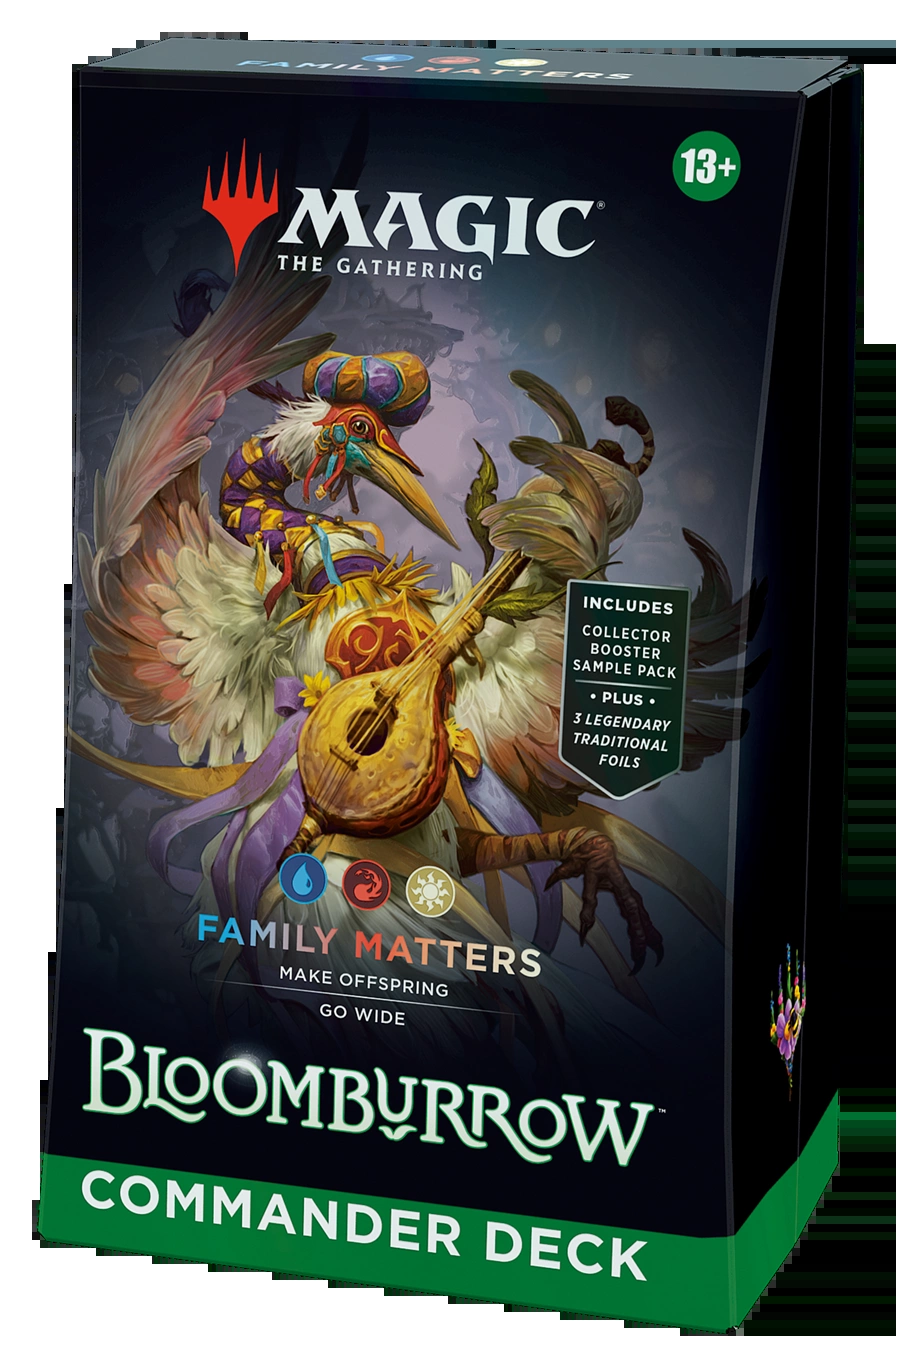 FAMILY MATTERS
13+
MAGIC®
THE GATHERING
INCLUDES
COLLECTOR
BOOSTER
SAMPLE PACK
• PLUS •
3 LEGENDARY
TRADITIONAL
FOILS
FAMILY MATTERS
MAKE OFFSPRING
GO WIDE
BLOOMBURROW™
COMMANDER DECK